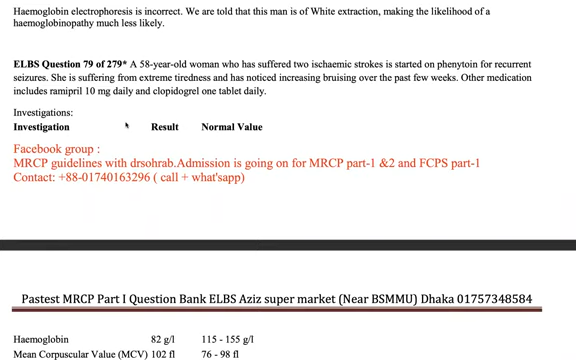 Haemoglobin electrophoresis is incorrect. We are told that this man is of White extraction, making the likelihood of a
haemoglobinopathy much less likely.
ELBS Question 79 of 279* A 58-year-old woman who has suffered two ischaemic strokes is started on phenytoin for recurrent
seizures. She is suffering from extreme tiredness and has noticed increasing bruising over the past few weeks. Other medication
includes ramipril 10 mg daily and clopidogrel one tablet daily.
Investigations:
Investigation Result Normal Value
Facebook group :
MRCP guidelines with drsohrab.Admission is going on for MRCP part-1 &2 and FCPS part-1
Contact: +88-01740163296 ( call + what'sapp)
Pastest MRCP Part I Question Bank ELBS Aziz super market (Near BSMMU) Dhaka 01757348584
Haemoglobin 82 g/l 115 - 155 g/l
Mean Corpuscular Value (MCV) 102 fl 76 - 98 fl